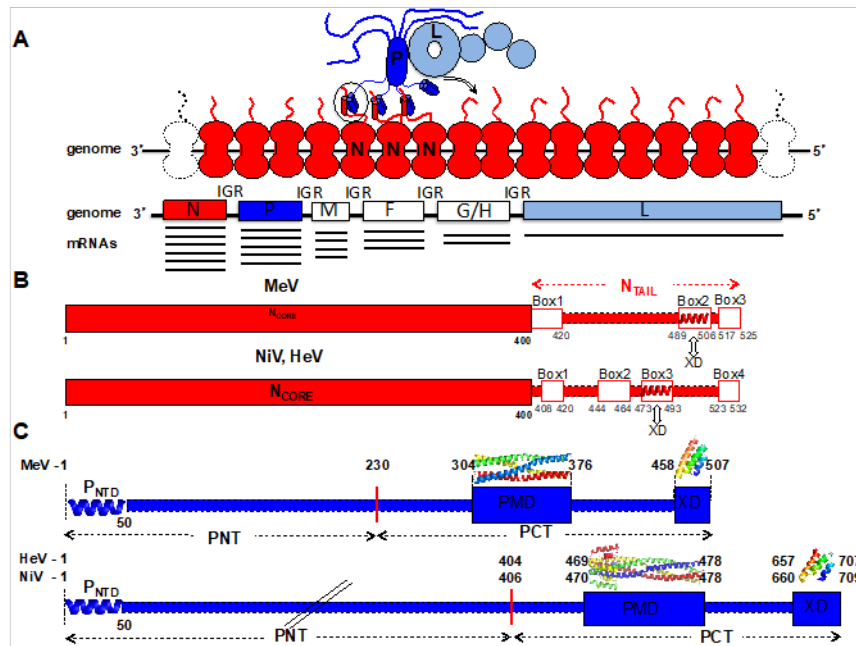 A
L
P
genome 3' N N N 5'
IGR IGR IGR IGR IGR
genome 3' N P M F G/H L 5'
mRNAs
B
MeV
NTAIL
Box1 Box2 Box3
NCORE
1 400 420 489 506 517 525
XD
NiV, HeV
Box1 Box2 Box3 Box4
NCORE
1 400 408 420 444 464 473 493 523 532
XD
C
MeV - 1 230 304 376 458 507
PNTD
PMD XD
50
PNT PCT
HeV - 1 404 469 478 657 707
NiV - 1 406 470 478 660 709
PNTD
PMD XD
50
PNT PCT